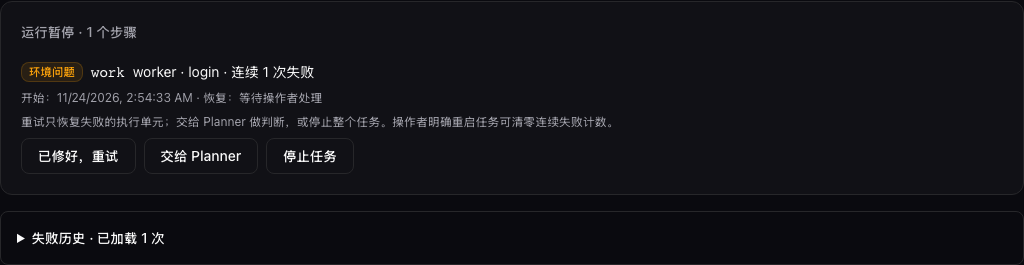 运行暂停 · 1 个步骤
环境问题 work worker · login · 连续 1 次失败
开始：11/24/2026, 2:54:33 AM · 恢复：等待操作者处理
重试只恢复失败的执行单元；交给 Planner 做判断，或停止整个任务。操作者明确重启任务可清零连续失败计数。
已修好，重试 交给 Planner 停止任务
▶ 失败历史 · 已加载 1 次